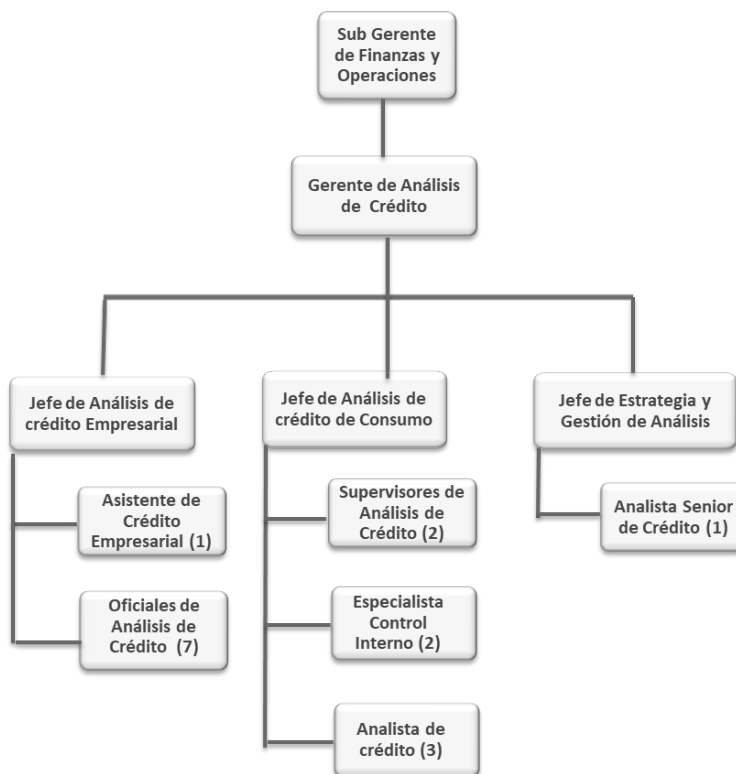 Sub Gerente
de Finanzas y
Operaciones
Gerente de Análisis
de Crédito
Jefe de Análisis de
crédito Empresarial
Asistente de
Crédito
Empresarial (1)
Oficiales de
Análisis de
Crédito (7)
Jefe de Análisis de
crédito de Consumo
Supervisores de
Análisis de
Crédito (2)
Especialista
Control
Interno (2)
Analista de
crédito (3)
Jefe de Estrategia y
Gestión de Análisis
Analista Senior
de Crédito (1)